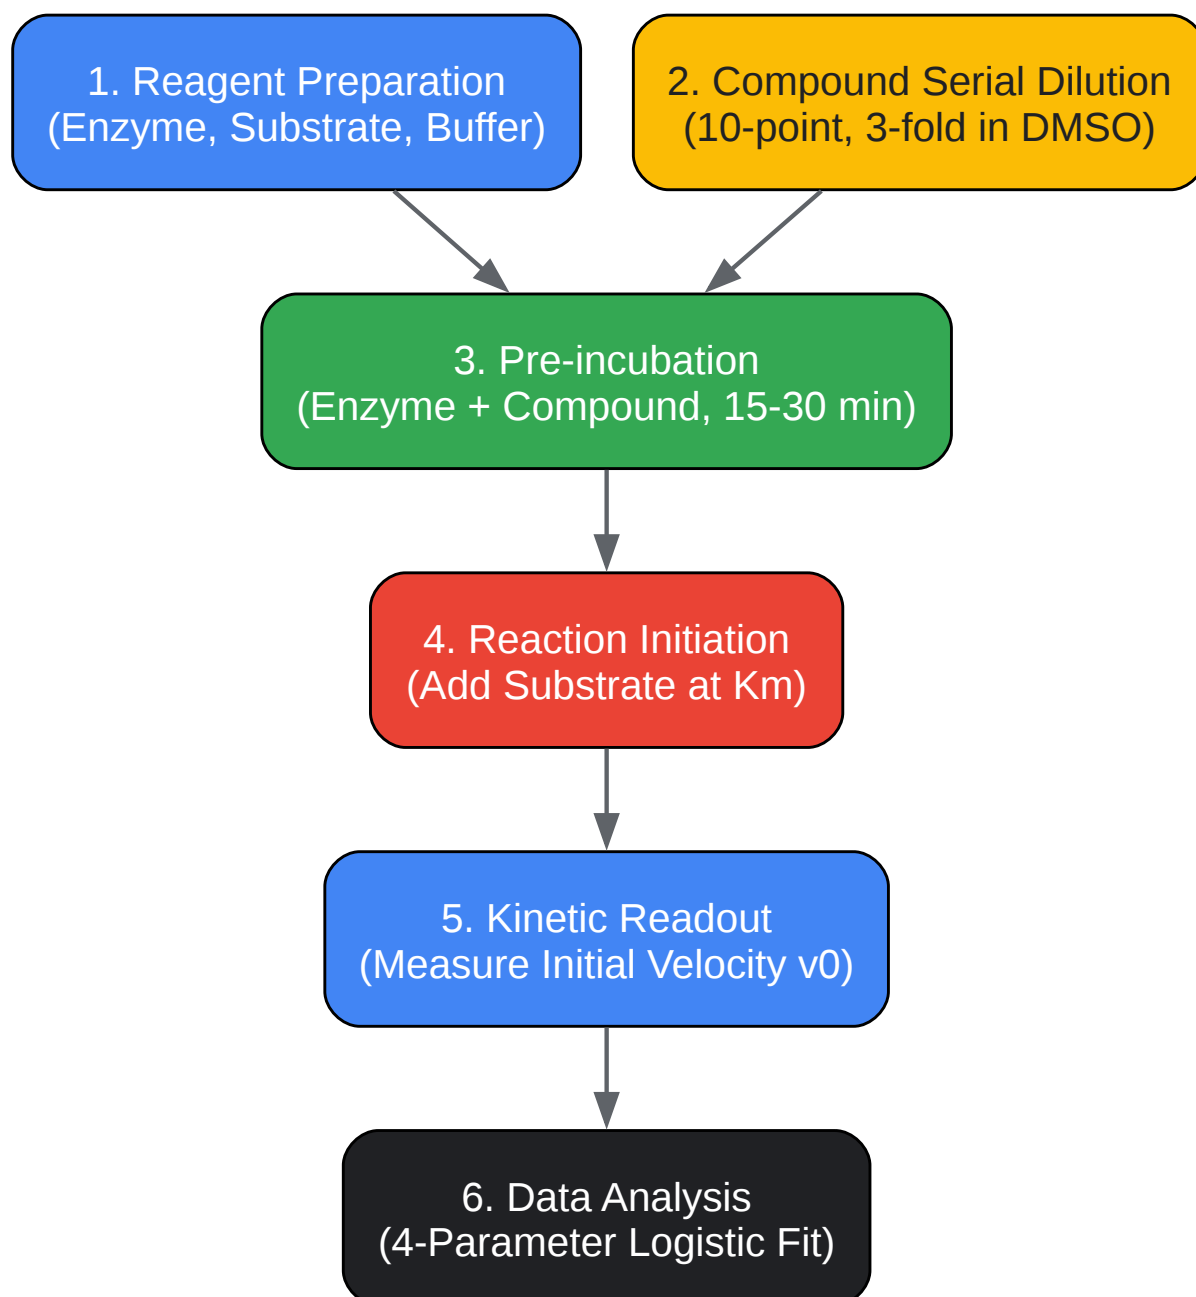 1. Reagent Preparation
(Enzyme, Substrate, Buffer)
2. Compound Serial Dilution
(10-point, 3-fold in DMSO)
3. Pre-incubation
(Enzyme + Compound, 15-30 min)
4. Reaction Initiation
(Add Substrate at Km)
5. Kinetic Readout
(Measure Initial Velocity v0)
6. Data Analysis
(4-Parameter Logistic Fit)